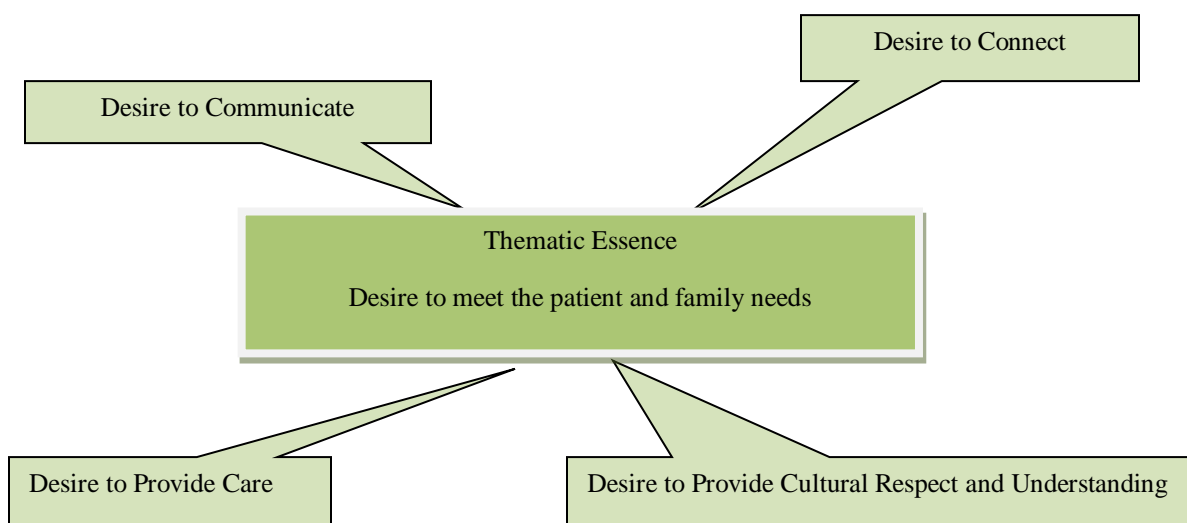 Desire to Connect
Desire to Communicate
Thematic Essence
Desire to meet the patient and family needs
Desire to Provide Care
Desire to Provide Cultural Respect and Understanding